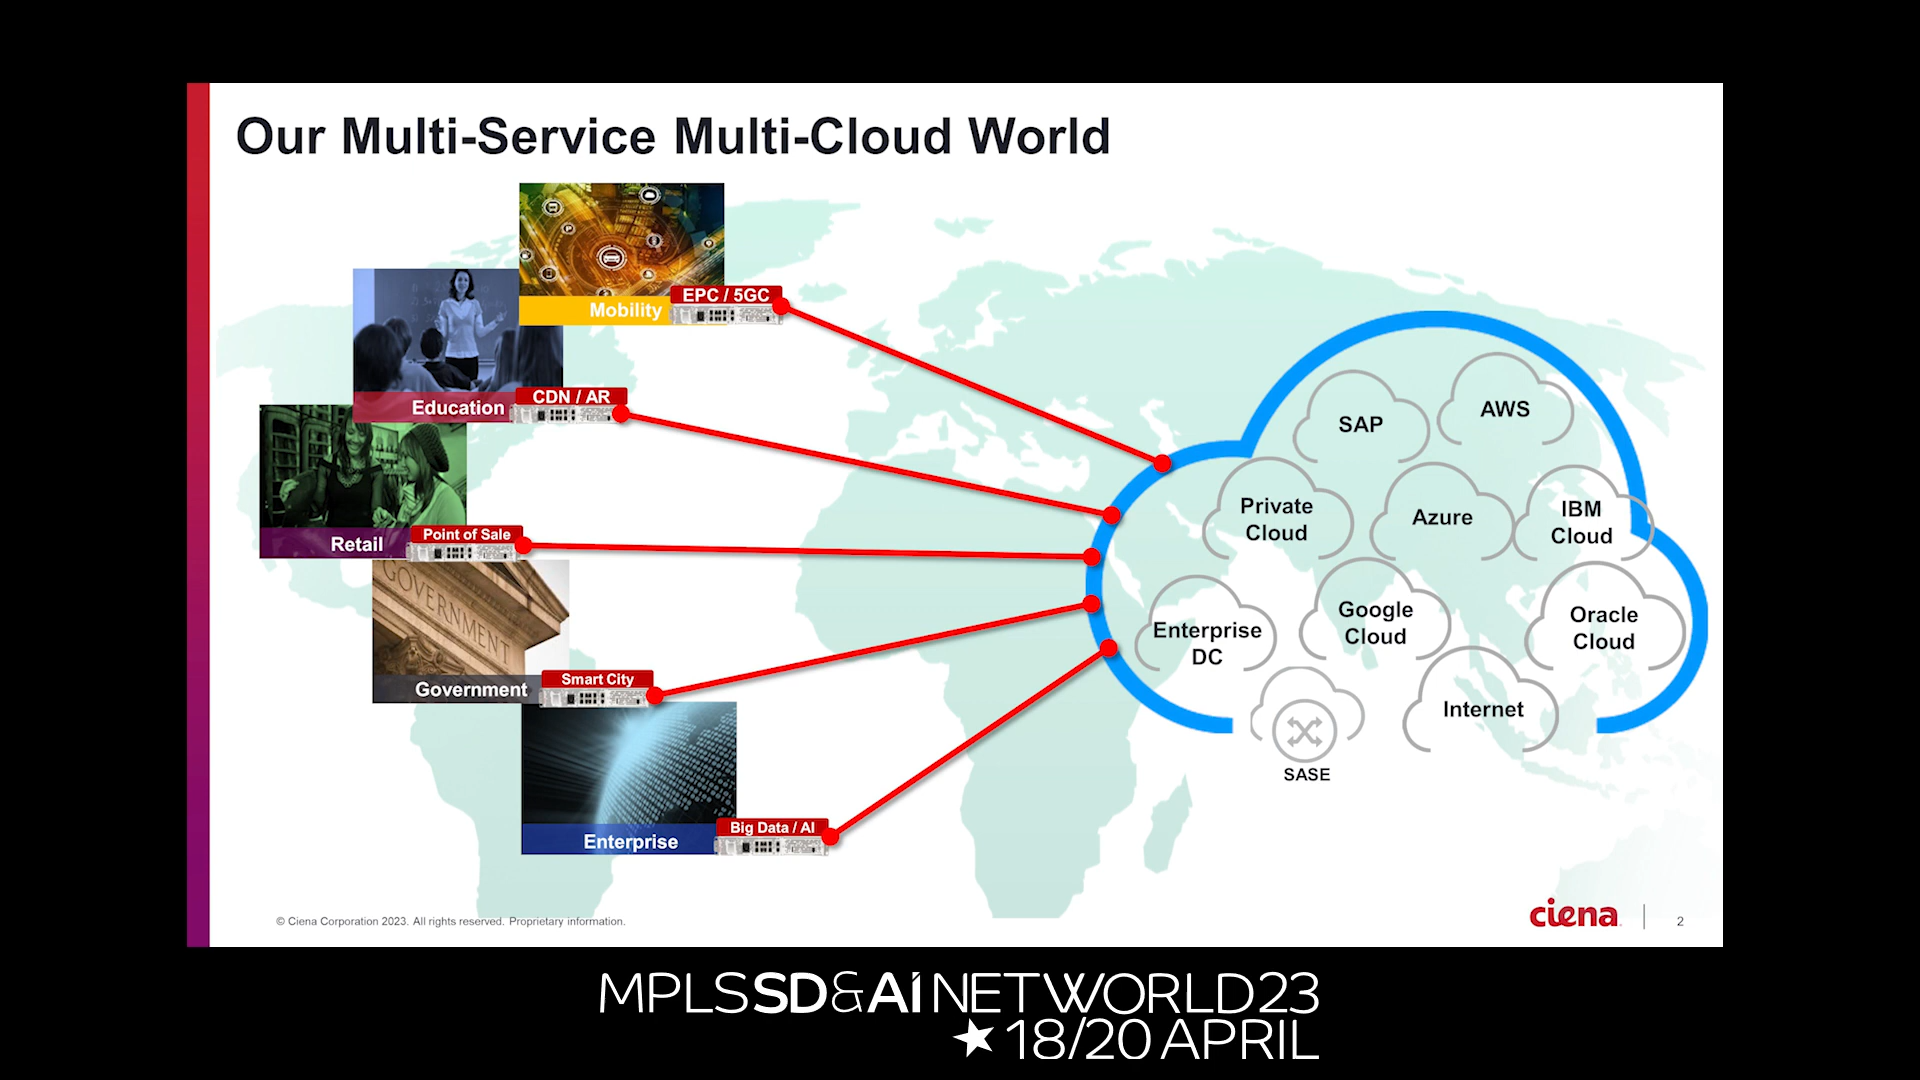 Our Multi-Service Multi-Cloud World
Mobility
EPC / 5GC
Education
CDN / AR
Retail
Point of Sale
GOVERNMENT
Government
Smart City
Enterprise
Big Data / AI
SAP
AWS
Private
Cloud
Azure
IBM
Cloud
Enterprise
DC
Google
Cloud
Oracle
Cloud
SASE
Internet
© Ciena Corporation 2023. All rights reserved. Proprietary information.
ciena
2
MPLS SD & AI NET WORLD 23
★ 18/20 APRIL